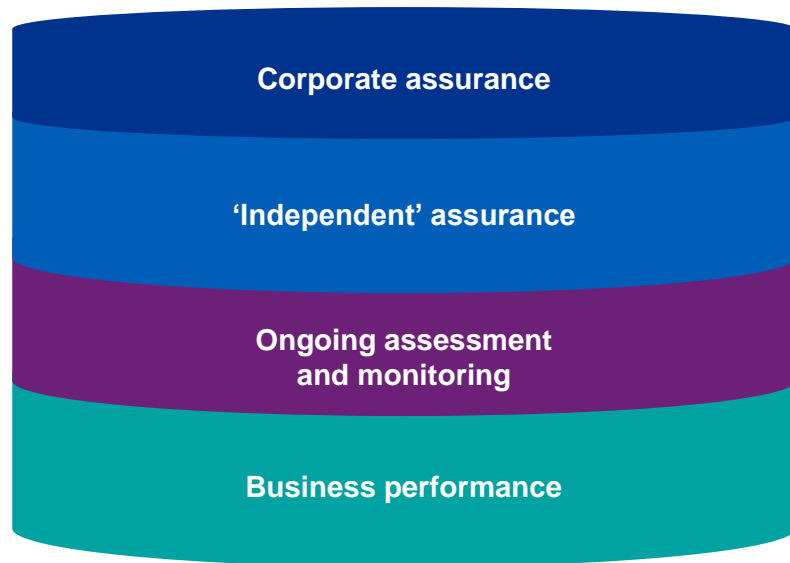 Corporate assurance
‘Independent’ assurance
Ongoing assessment
and monitoring
Business performance